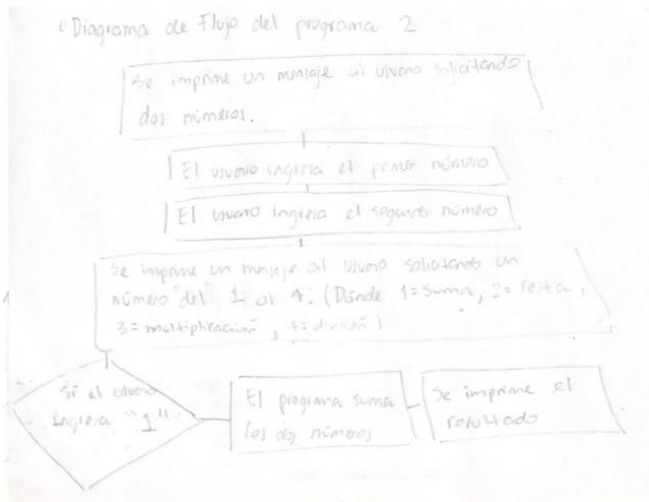 Diagrama de Flujo del programa 2
Se imprime un mensaje al usuario solicitando
dos números.
El usuario ingresa el primer número
El usuario ingresa el segundo número
Se imprime un mensaje al usuario solicitando un
número "del" 1 al 4: (Dónde 1=Suma, 2=resta,
3=multiplicación, 4=división)
Si el usuario
Ingresa "1"
El programa suma
los dos números
Se imprime el
resultado